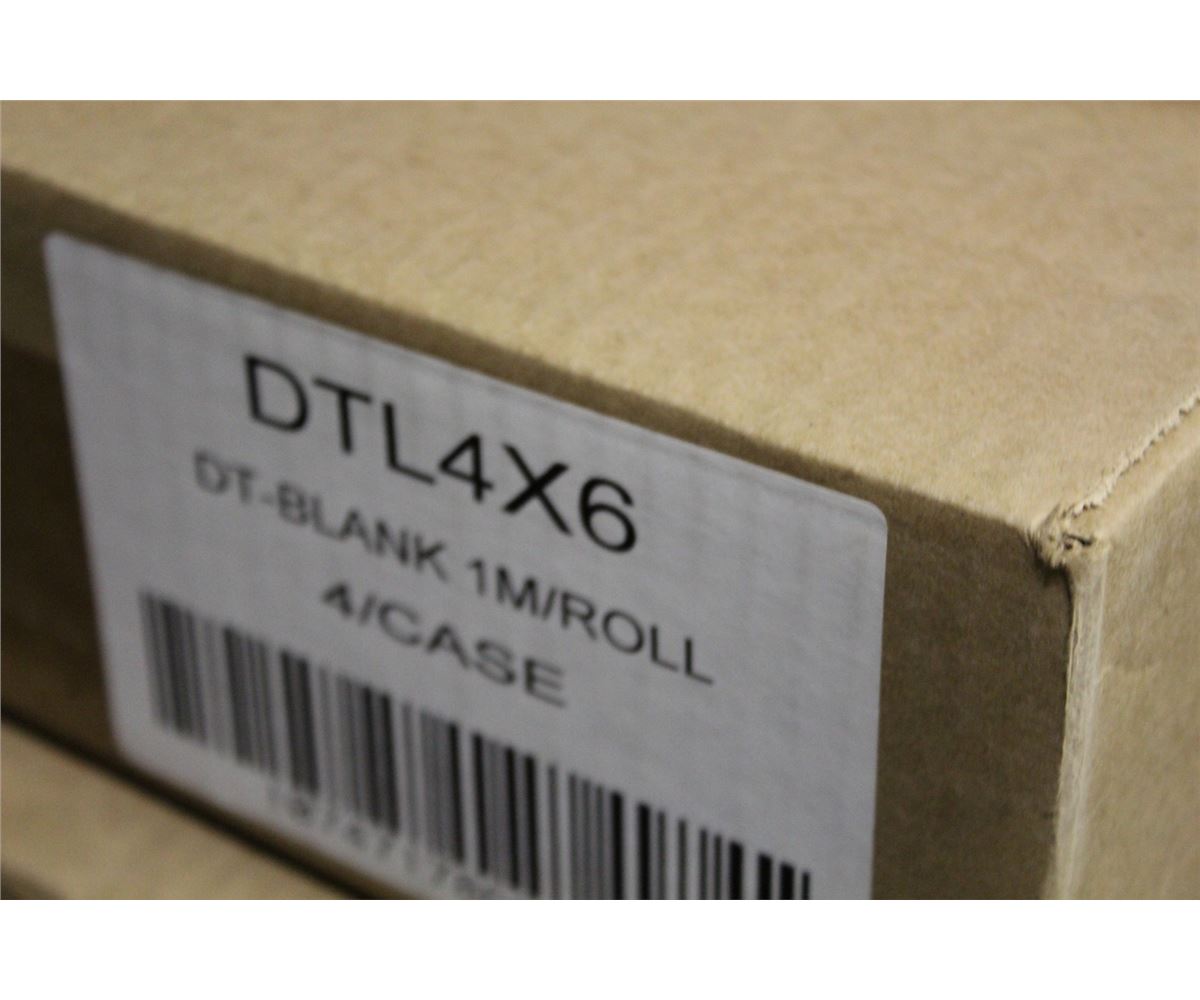 DTL4X6
DT-BLANK 1M/ROLL
4/CASE